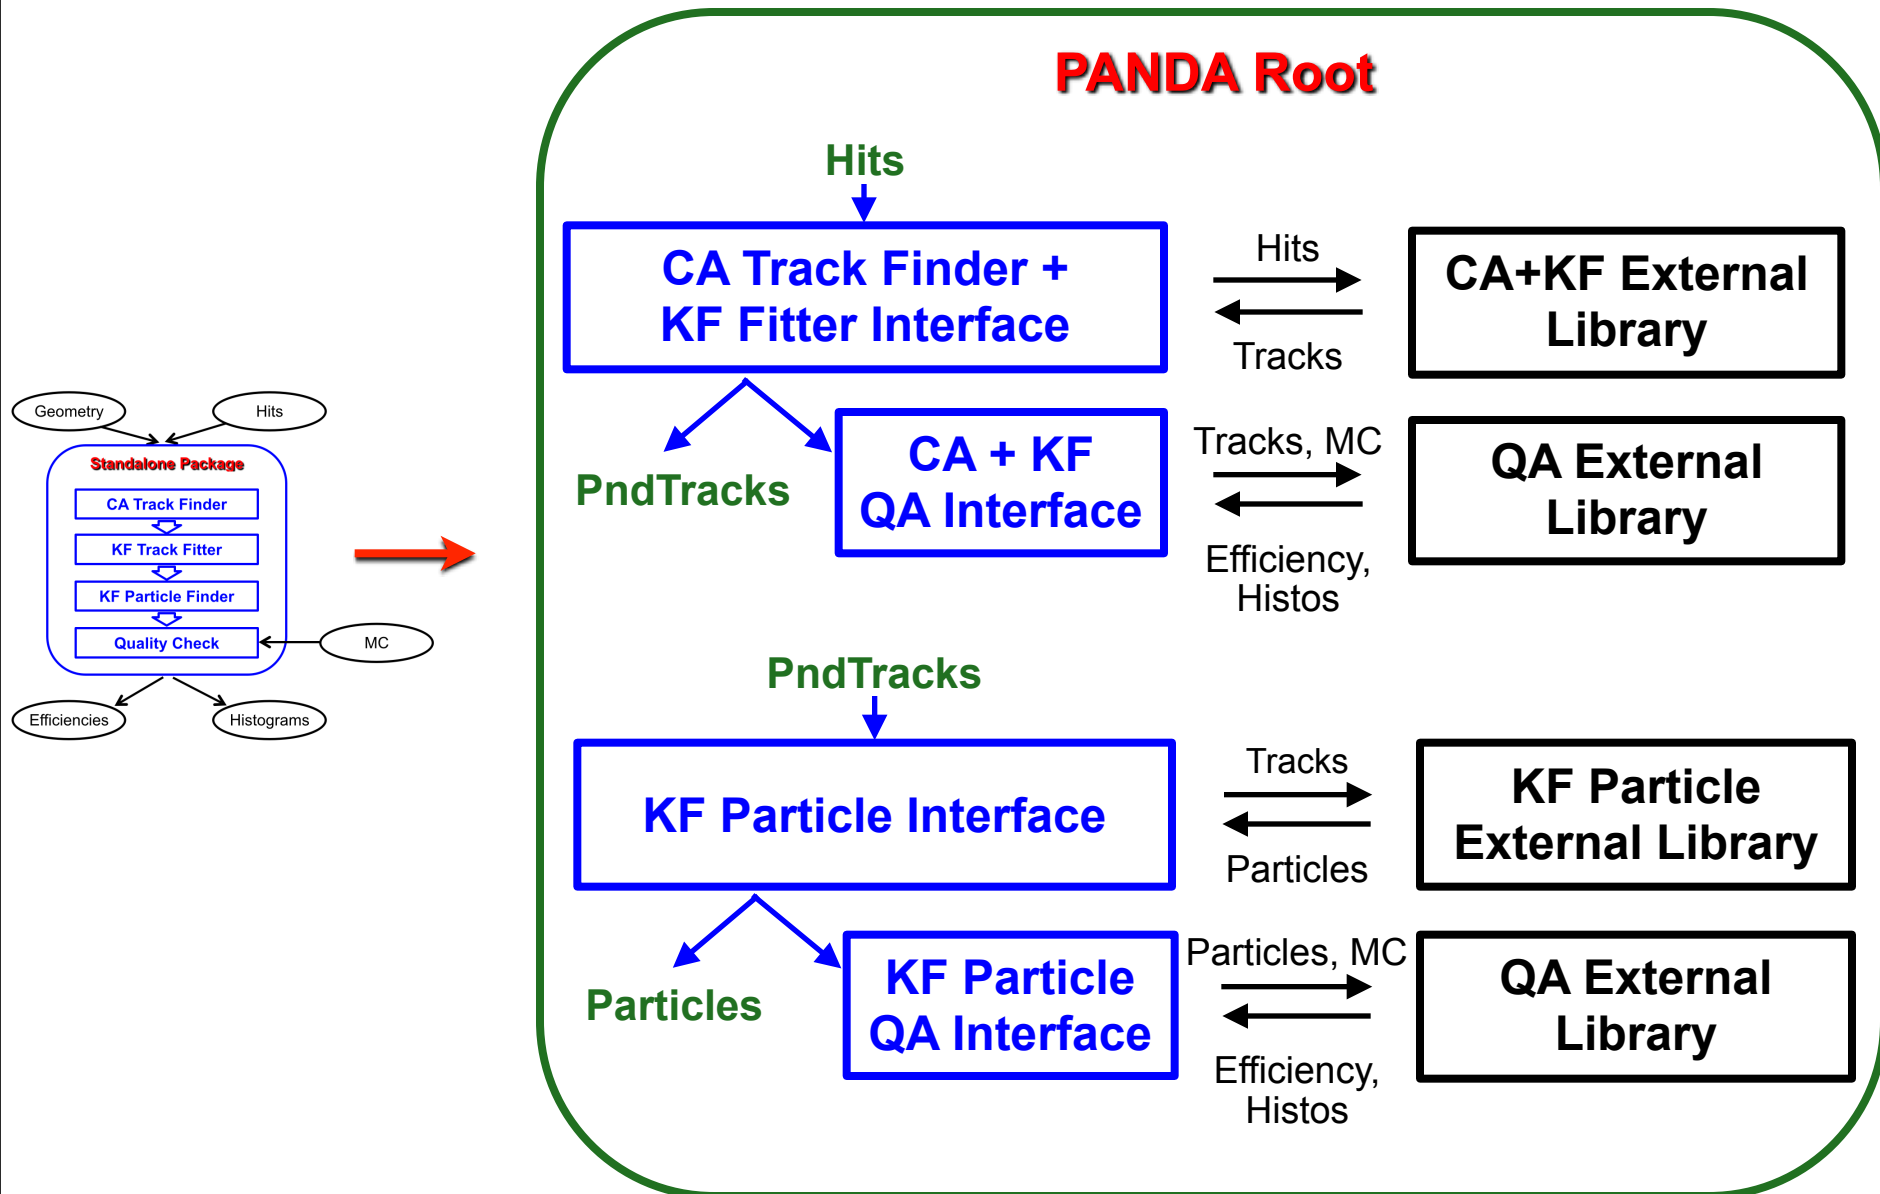 Geometry
Hits
Standalone Package
CA Track Finder
KF Track Fitter
KF Particle Finder
Quality Check
MC
Efficiencies
Histograms
PANDA Root
Hits
CA Track Finder +
KF Fitter Interface
Hits
Tracks
CA+KF External
Library
PndTracks
CA + KF
QA Interface
Tracks, MC
Efficiency,
Histos
QA External
Library
PndTracks
KF Particle Interface
Tracks
Particles
KF Particle
External Library
Particles
KF Particle
QA Interface
Particles, MC
Efficiency,
Histos
QA External
Library